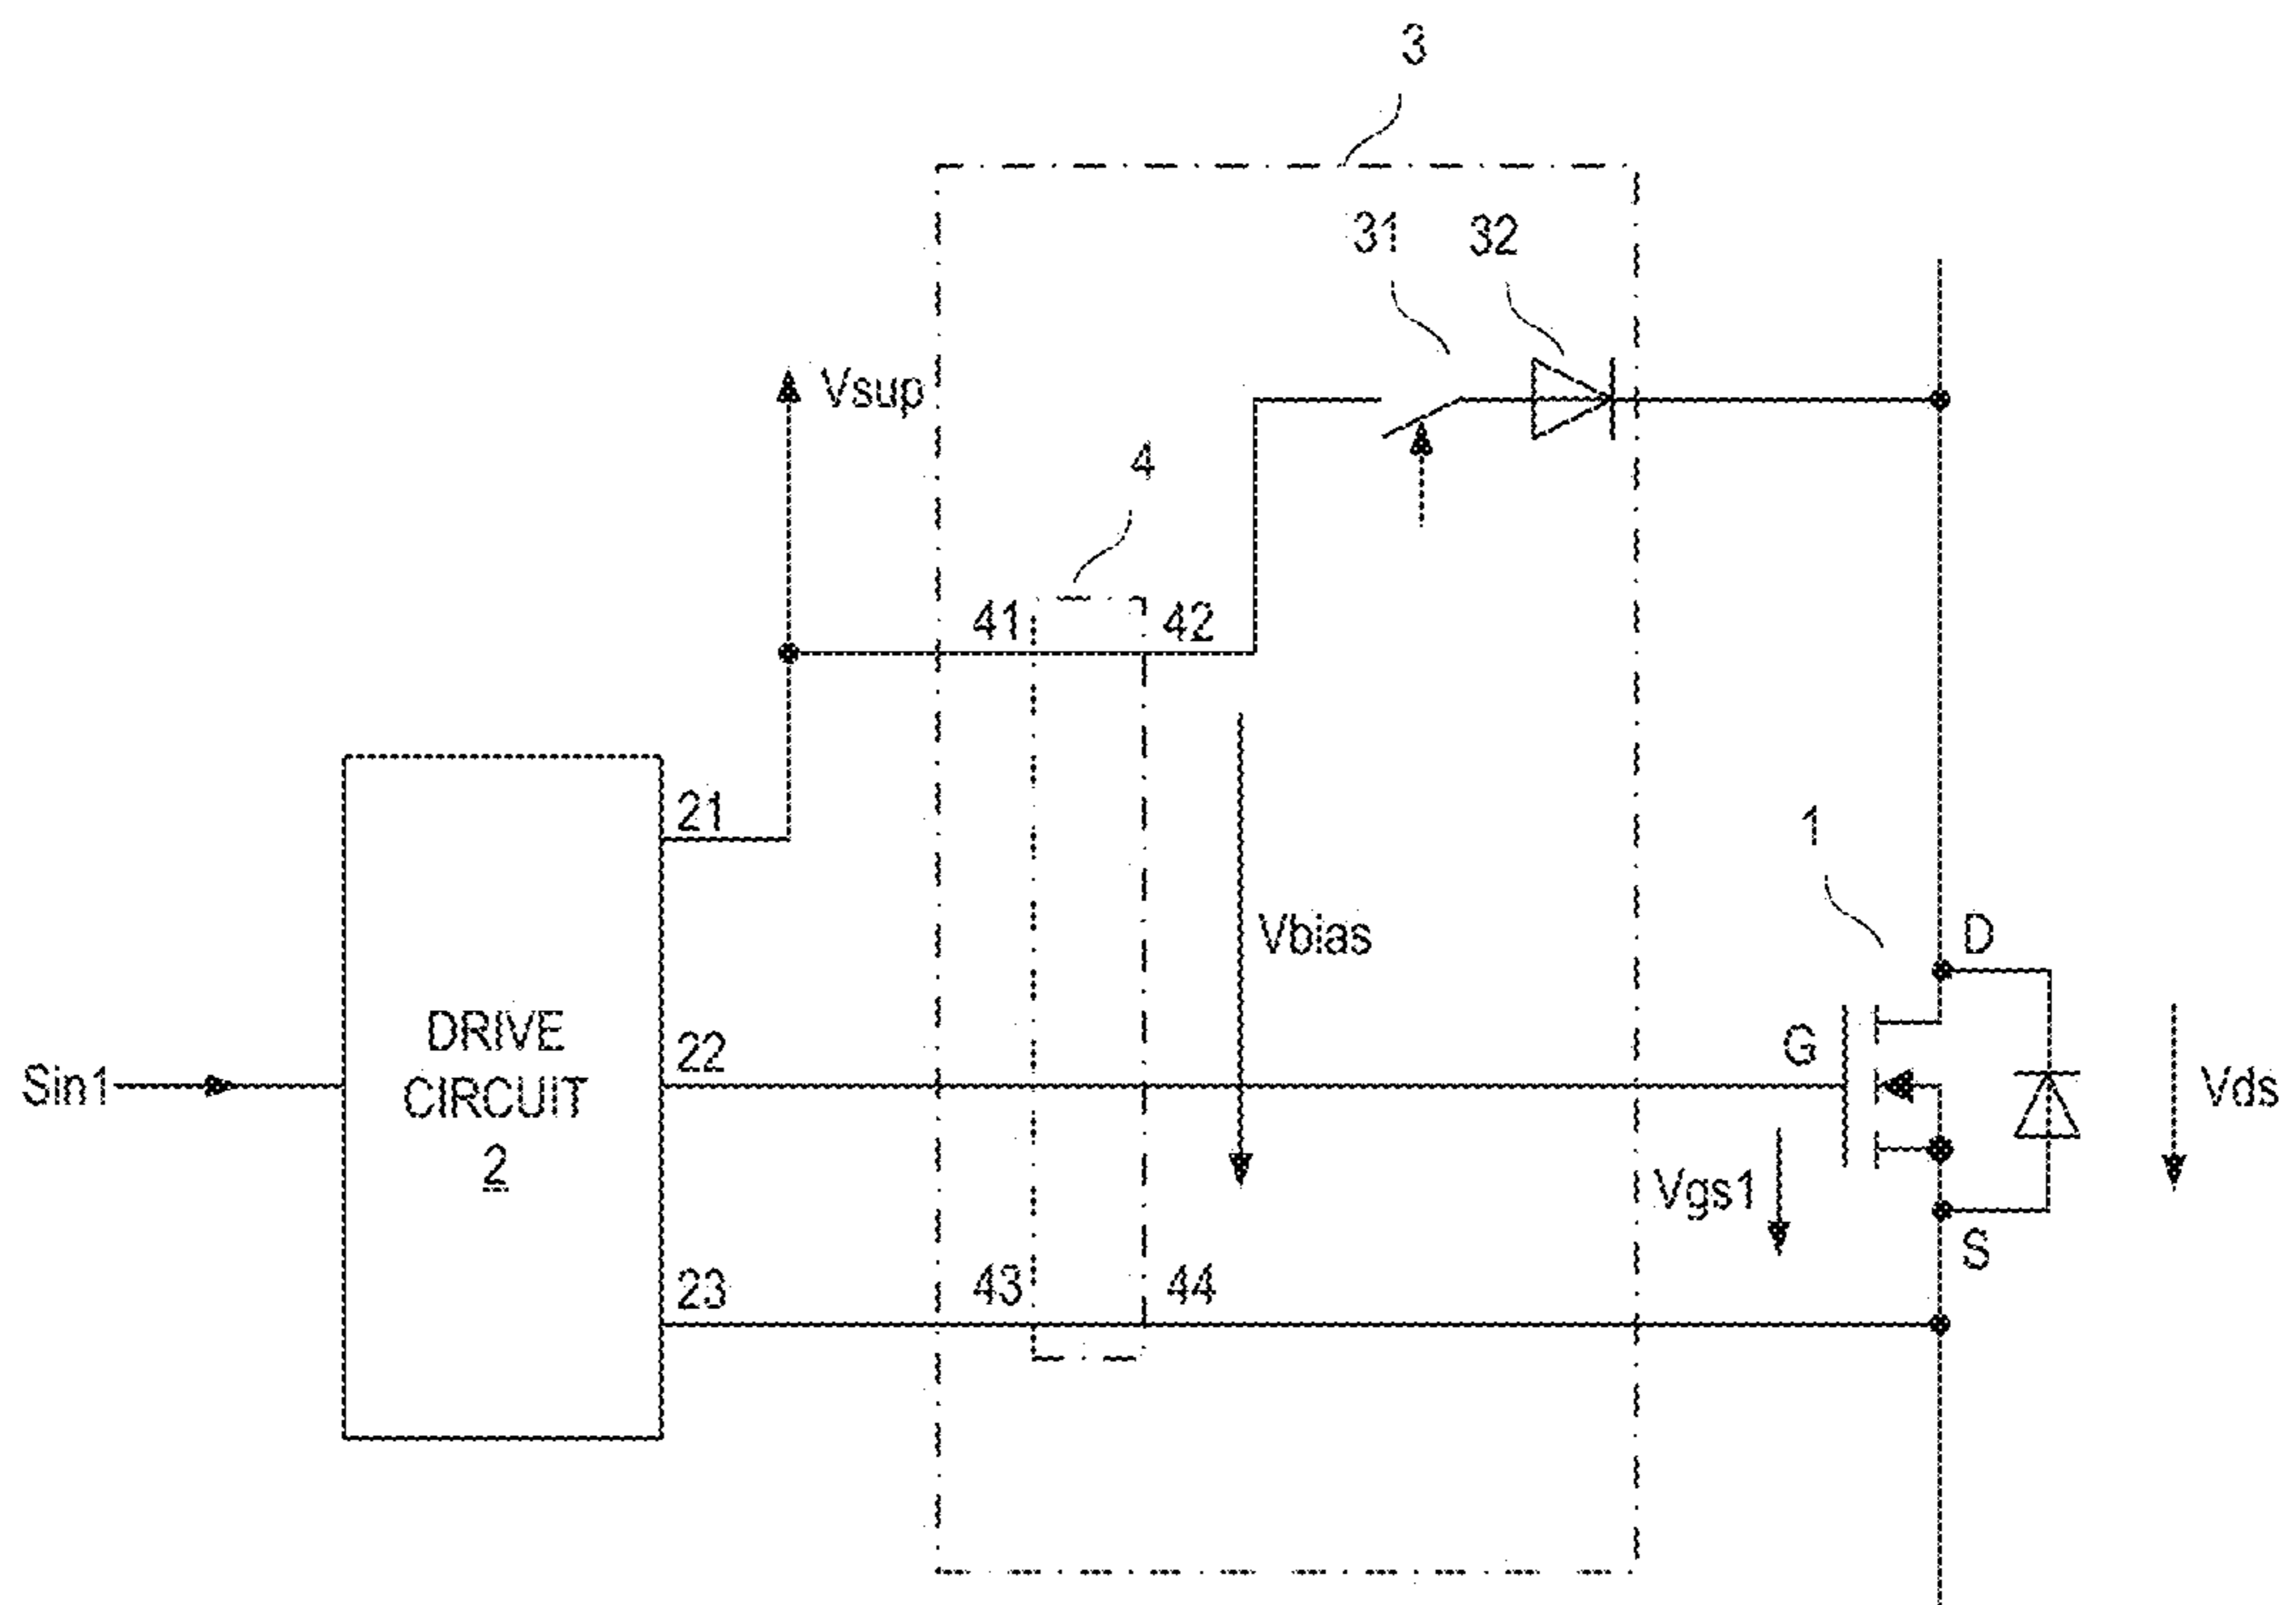 3
31 32
Vsup
4
41 42
21
1
Vbias
D
DRIVE
CIRCUIT
2
22
G
Sin1
Vds
Vgs1
S
23
43 44